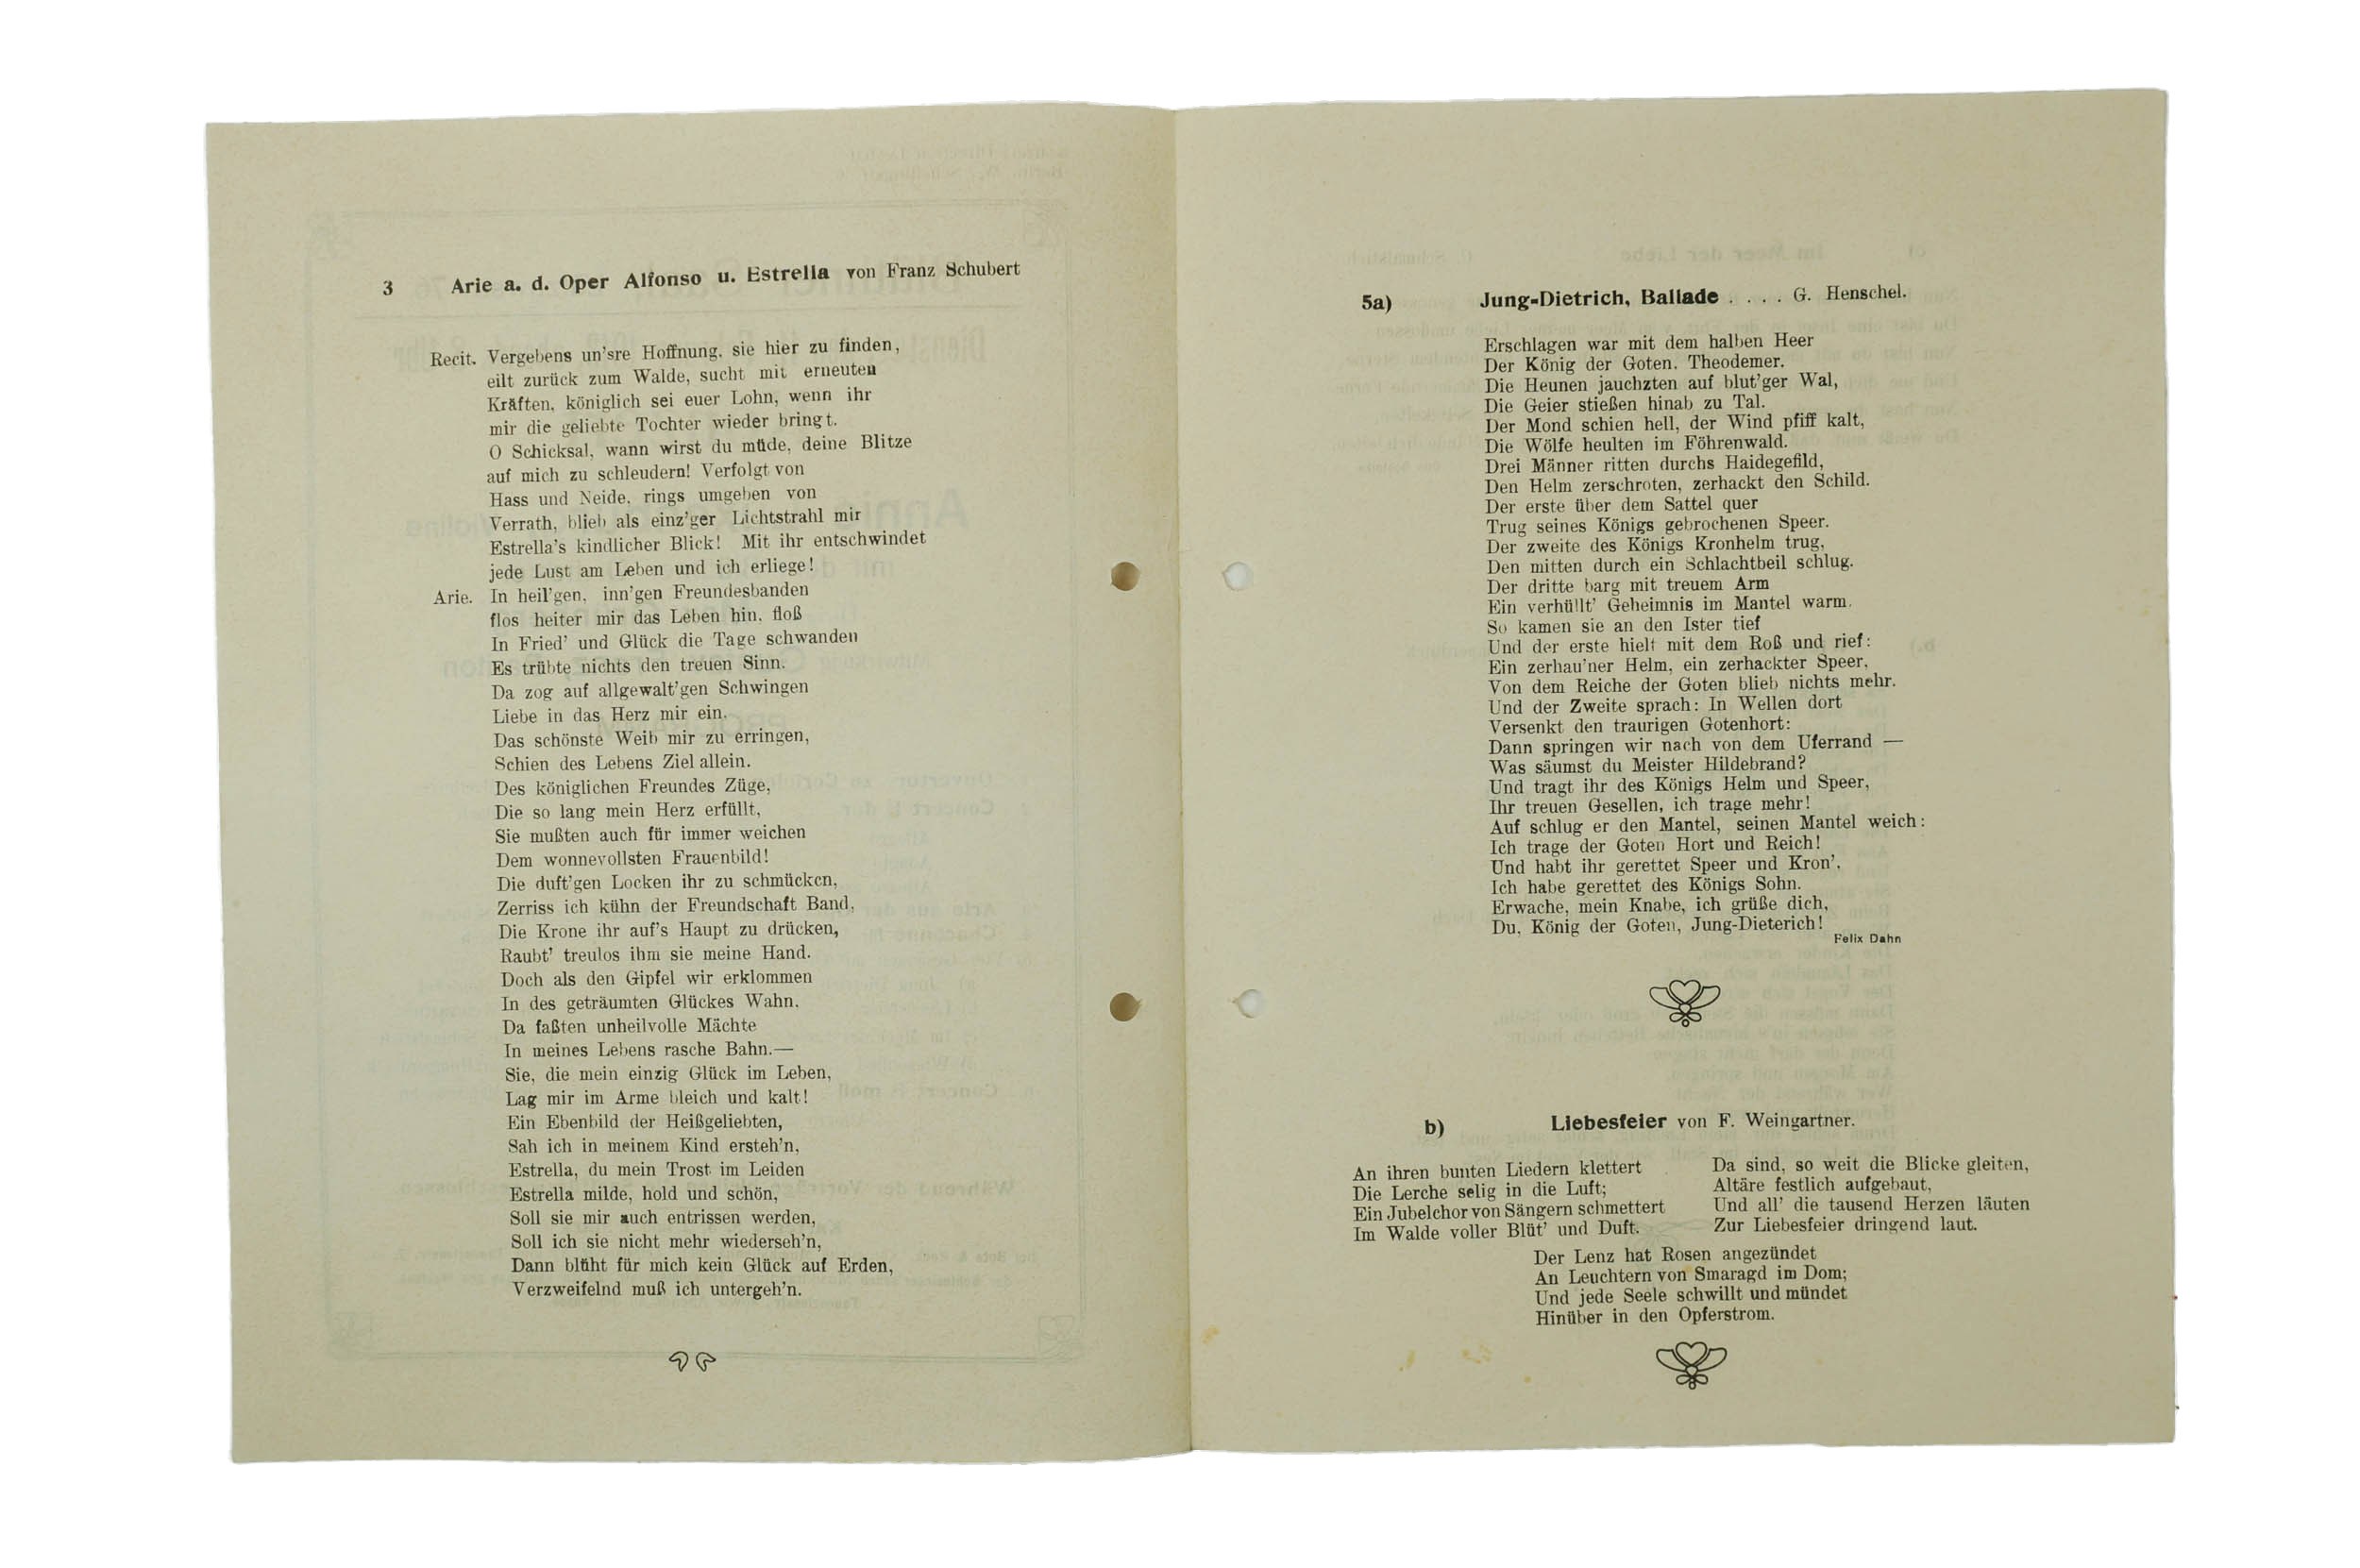 3 Arie a. d. Oper Alfonso u. Estrella von Franz Schubert
Recit. Vergebens un'sre Hoffnung, sie hier zu finden,
eilt zurück zum Walde, sucht mit erneuten
Kräften, königlich sei euer Lohn, wenn ihr
mir die geliebte Tochter wieder bringt.
O Schicksal, wann wirst du müde, deine Blitze
auf mich zu schleudern! Verfolgt von
Hass und Neide, rings umgeben von
Verrath, blieb als einz'ger Lichtstrahl mir
Estrella's kindlicher Blick! Mit ihr entschwindet
jede Lust am Leben und ich erliege!
Arie. In heil'gen, inn'gen Freundesbanden
flos heiter mir das Leben hin, floß
In Fried' und Glück die Tage schwanden
Es trübte nichts den treuen Sinn.
Da zog auf allgewalt'gen Schwingen
Liebe in das Herz mir ein.
Das schönste Weib mir zu erringen,
Schien des Lebens Ziel allein.
Des königlichen Freundes Züge,
Die so lang mein Herz erfüllt,
Sie mußten auch für immer weichen
Dem wonnevollsten Frauenbild!
Die duft'gen Locken ihr zu schmücken,
Zerriss ich kühn der Freundschaft Band,
Die Krone ihr auf's Haupt zu drücken,
Raubt' treulos ihm sie meine Hand.
Doch als den Gipfel wir erklommen
In des geträumten Glückes Wahn,
Da faßten unheilvolle Mächte
In meines Lebens rasche Bahn.—
Sie, die mein einzig Glück im Leben,
Lag mir im Arme bleich und kalt!
Ein Ebenbild der Heißgeliebten,
Sah ich in meinem Kind ersteh'n,
Estrella, du mein Trost im Leiden
Estrella milde, hold und schön,
Soll sie mir auch entrissen werden,
Soll ich sie nicht mehr wiederseh'n,
Dann blüht für mich kein Glück auf Erden,
Verzweifelnd muß ich untergeh'n.
5a) Jung-Dietrich, Ballade . . . . G. Henschel.
Erschlagen war mit dem halben Heer
Der König der Goten, Theodemer.
Die Heunen jauchzten auf blut'ger Wal,
Die Geier stießen hinab zu Tal.
Der Mond schien hell, der Wind pfiff kalt,
Die Wölfe heulten im Föhrenwald.
Drei Männer ritten durchs Haidegefild,
Den Helm zerschroten, zerhackt den Schild.
Der erste über dem Sattel quer
Trug seines Königs gebrochenen Speer.
Der zweite des Königs Kronhelm trug,
Den mitten durch ein Schlachtbeil schlug.
Der dritte barg mit treuem Arm
Ein verhüllt' Geheimnis im Mantel warm.
So kamen sie an den Ister tief
Und der erste hielt mit dem Roß und rief:
Ein zerhau'ner Helm, ein zerhackter Speer,
Von dem Reiche der Goten blieb nichts mehr.
Und der Zweite sprach: In Wellen dort
Versenkt den traurigen Gotenhort:
Dann springen wir nach von dem Uferrand —
Was säumst du Meister Hildebrand?
Und tragt ihr des Königs Helm und Speer,
Ihr treuen Gesellen, ich trage mehr!
Auf schlug er den Mantel, seinen Mantel weich:
Ich trage der Goten Hort und Reich!
Und habt ihr gerettet Speer und Kron',
Ich habe gerettet des Königs Sohn.
Erwache, mein Knabe, ich grüße dich,
Du, König der Goten, Jung-Dieterich!
Felix Dahn
b) Liebesfeier von F. Weingartner.
An ihren bunten Liedern klettert
Die Lerche selig in die Luft;
Ein Jubelchor von Sängern schmettert
Im Walde voller Blüt' und Duft.
Da sind, so weit die Blicke gleiten,
Altäre festlich aufgebaut,
Und all' die tausend Herzen läuten
Zur Liebesfeier dringend laut.
Der Lenz hat Rosen angezündet
An Leuchtern von Smaragd im Dom;
Und jede Seele schwillt und mündet
Hinüber in den Opferstrom.